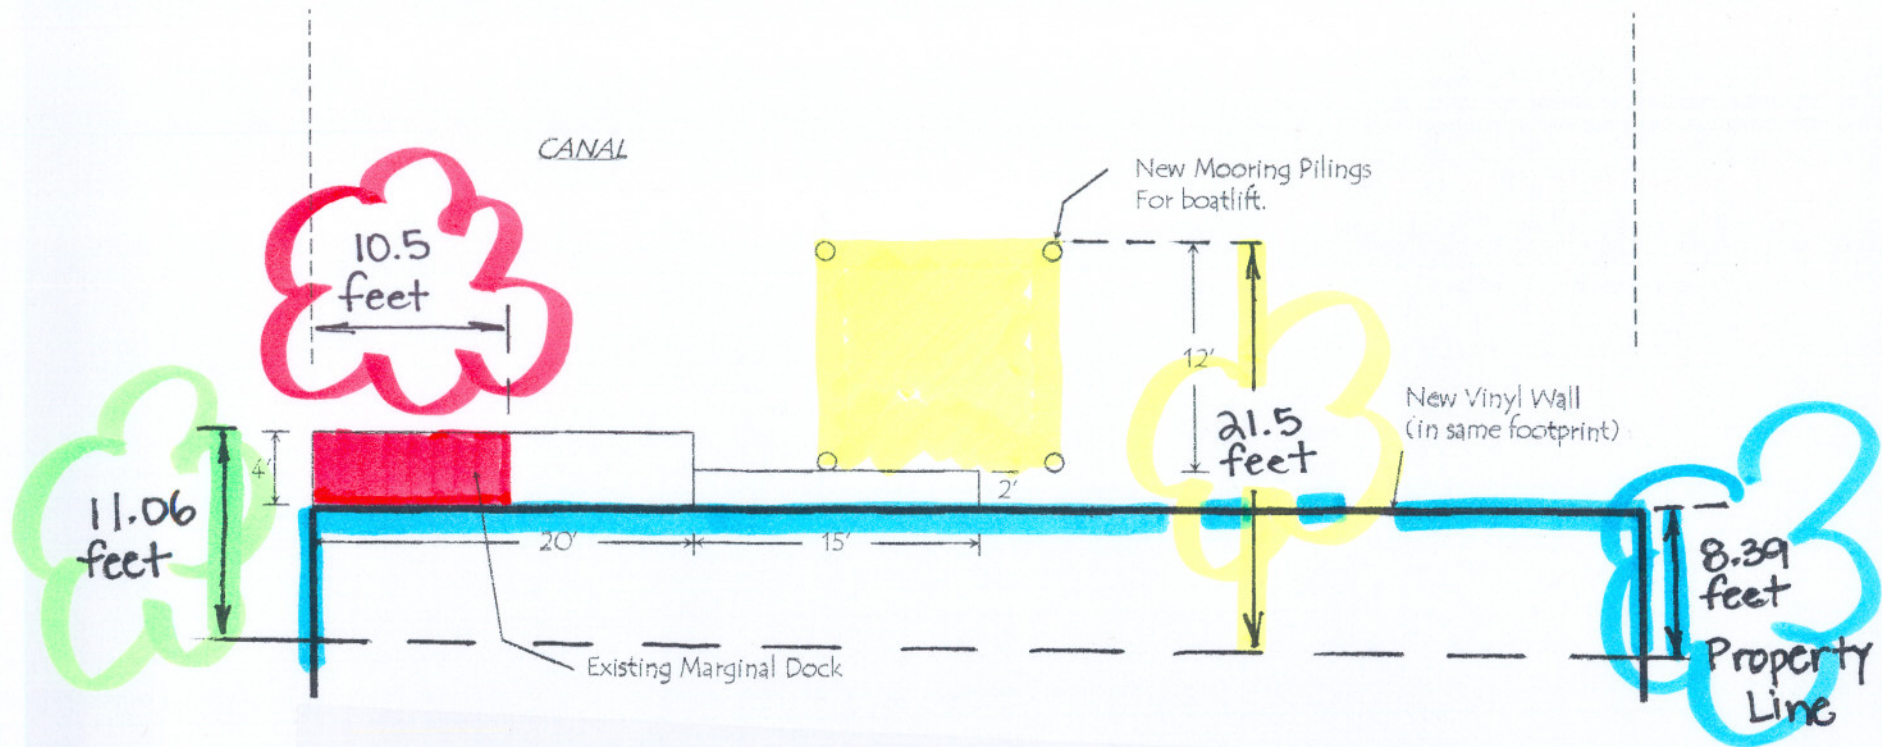 CANAL
New Mooring Pilings
For boatlift.
10.5
feet
12'
New Vinyl Wall
(in same footprint)
21.5
feet
4'
2'
11.06
feet
20'
15'
8.39
feet
Existing Marginal Dock
Property
Line